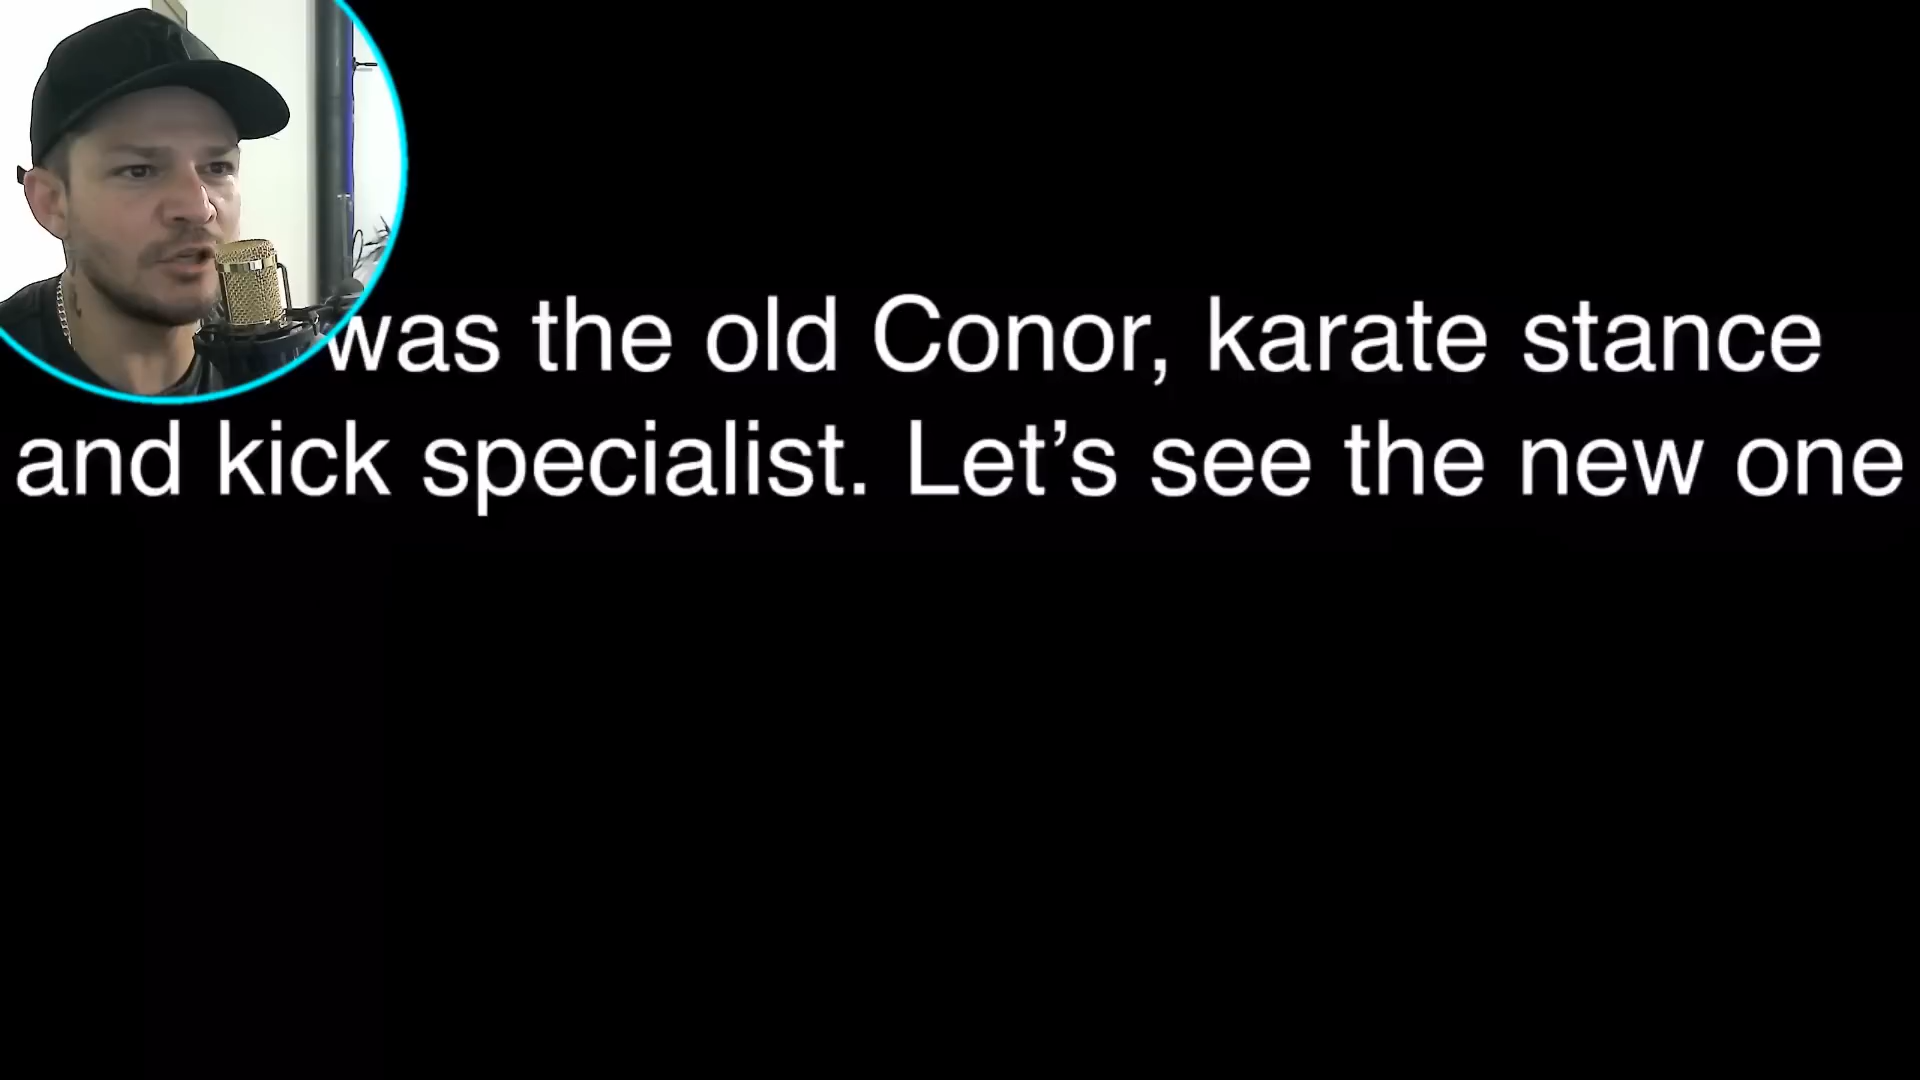 was the old Conor, karate stance
and kick specialist. Let’s see the new one